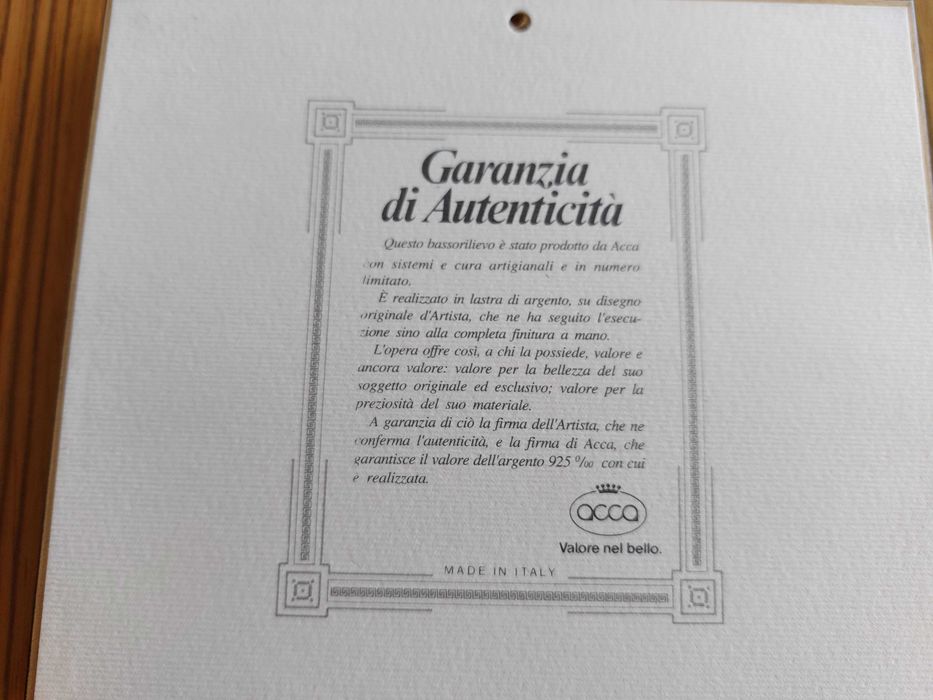 Garanzia
di Autenticità
Questo bassorilievo è stato prodotto da Acca
con sistemi e cura artigianali e in numero
limitato.
È realizzato in lastra di argento, su disegno
originale d'Artista, che ne ha seguito l'esecu-
zione sino alla completa finitura a mano.
L'opera offre così, a chi la possiede, valore e
ancora valore: valore per la bellezza del suo
soggetto originale ed esclusivo; valore per la
preziosità del suo materiale.
A garanzia di ciò la firma dell'Artista, che ne
conferma l'autenticità, e la firma di Acca, che
garantisce il valore dell'argento 925 ‰ con cui
è realizzata.
acca
Valore nel bello.
MADE IN ITALY